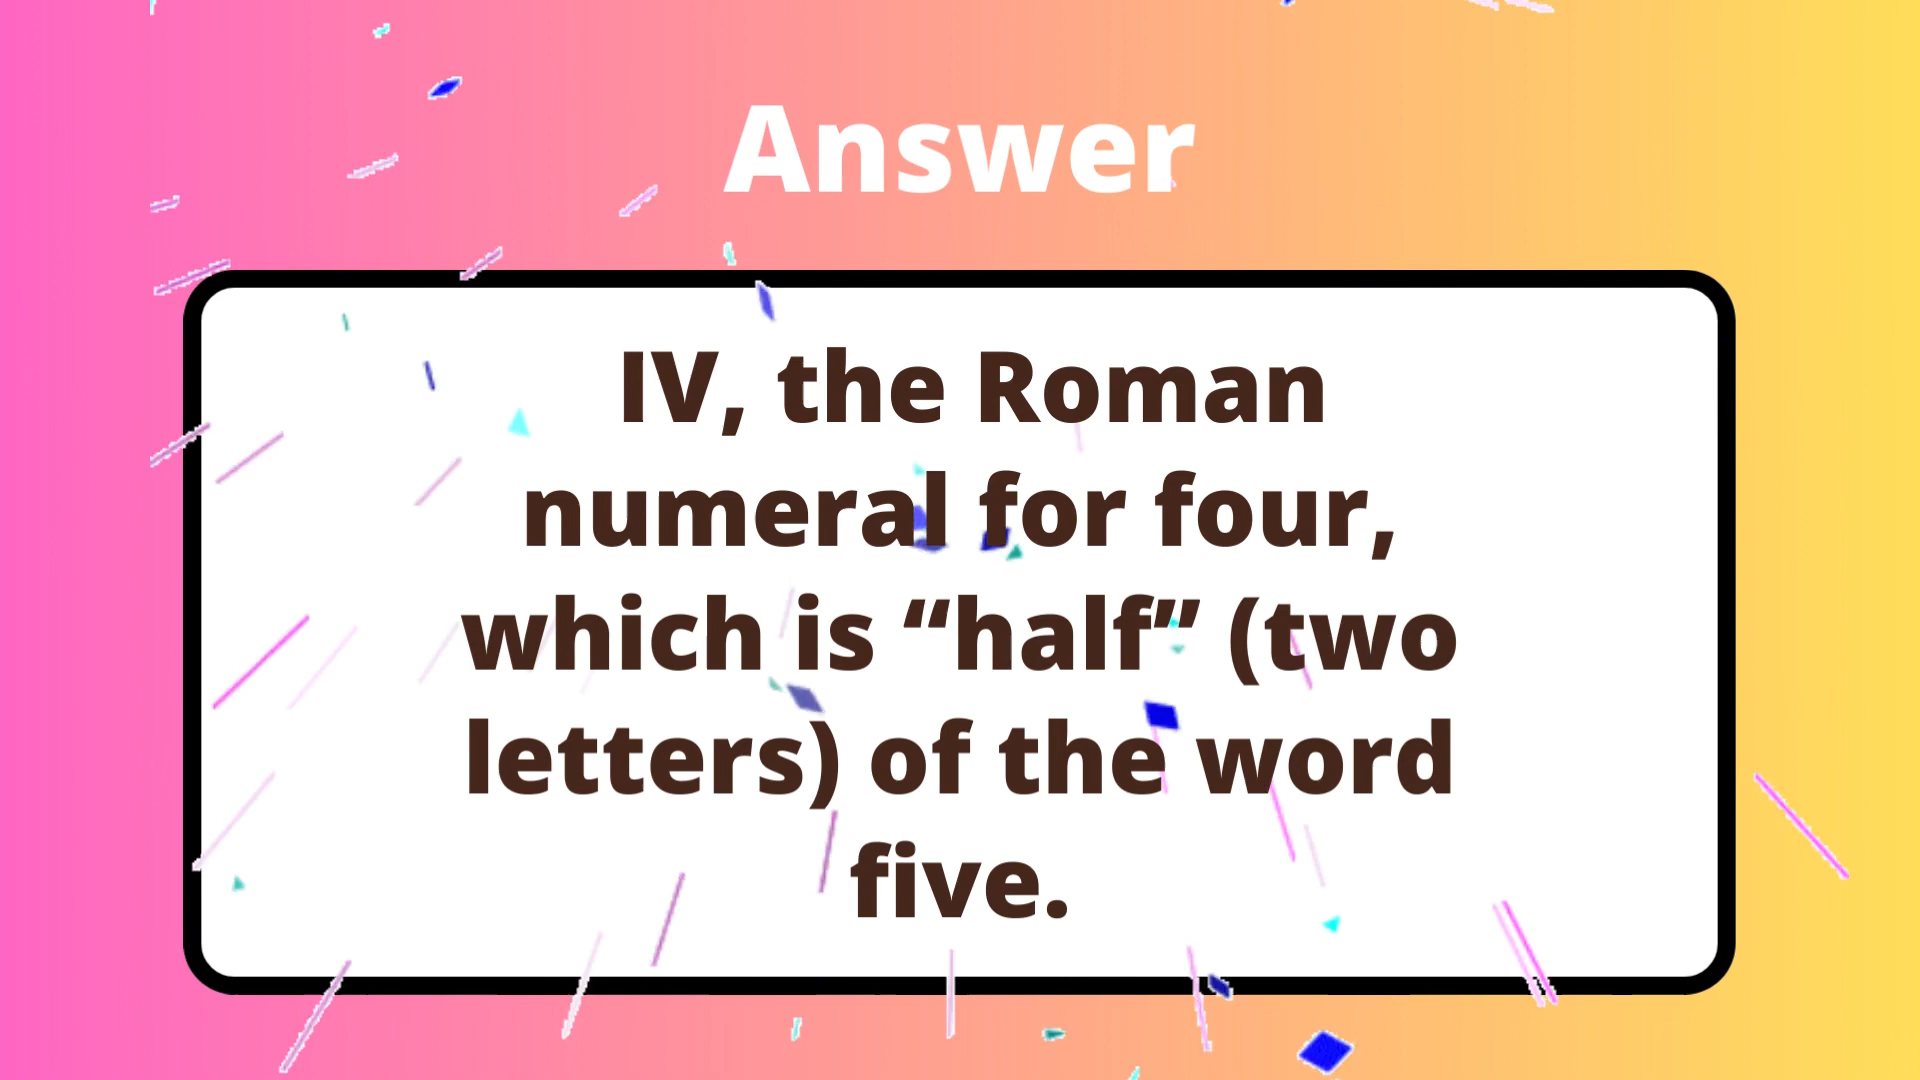 Answer
IV, the Roman
numeral for four,
which is “half” (two
letters) of the word
five.